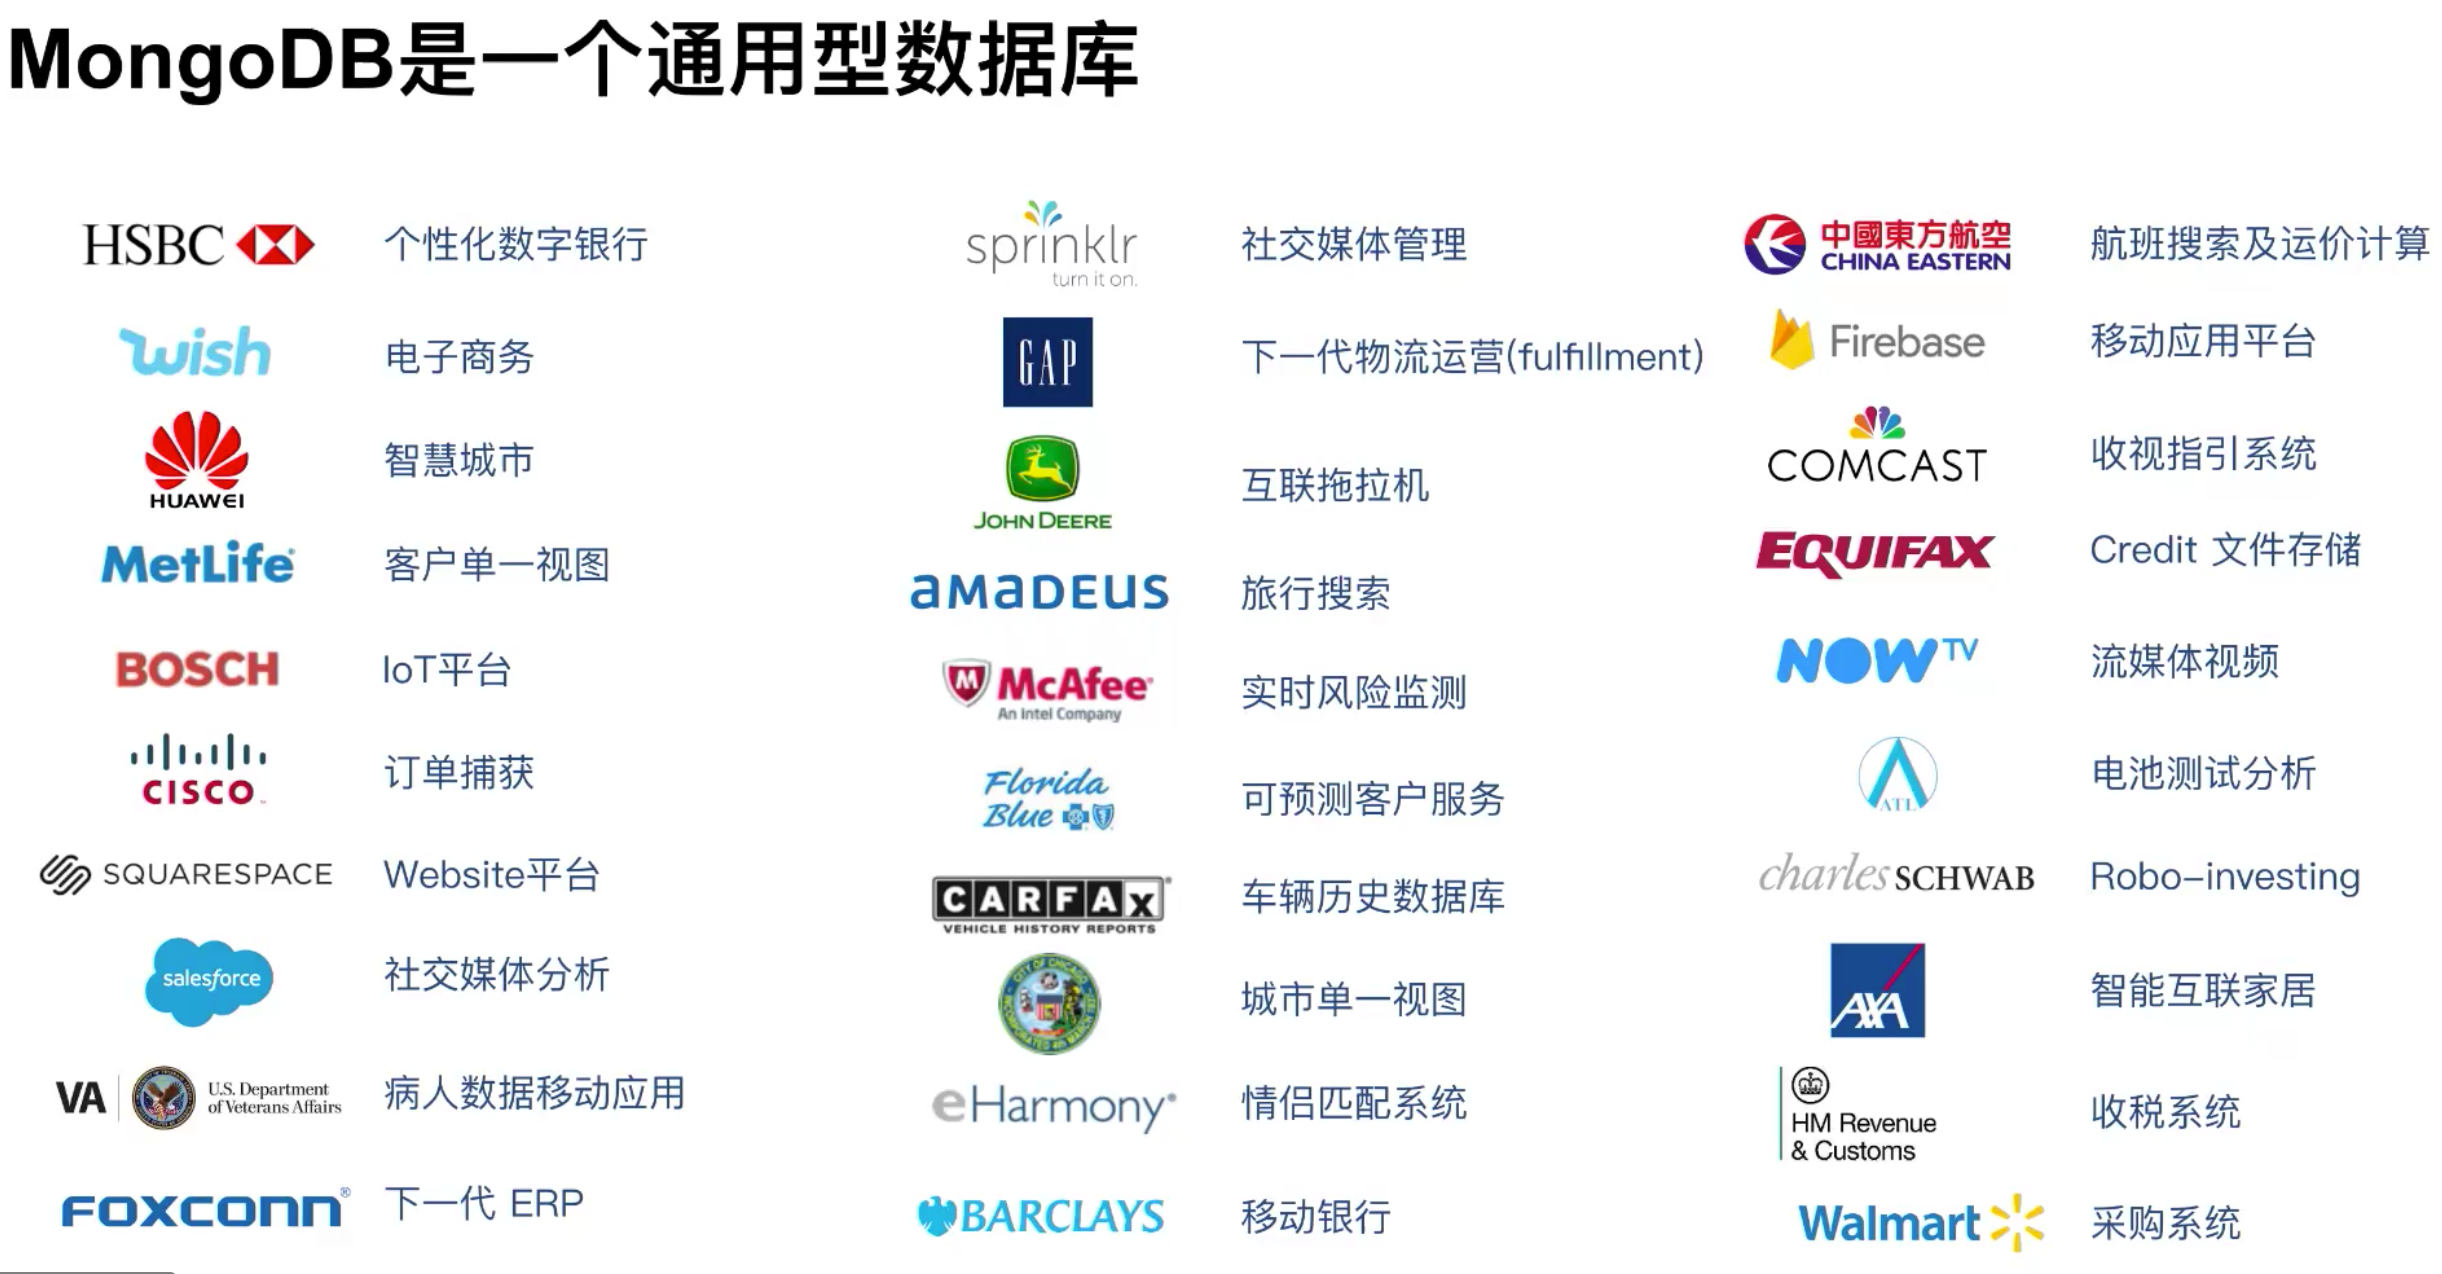 MongoDB是一个通用型数据库
HSBC
个性化数字银行
wish
电子商务
HUAWEI
智慧城市
MetLife
客户单一视图
BOSCH
IoT平台
CISCO
订单捕获
SQUARESPACE
Website平台
salesforce
社交媒体分析
VA
U.S. Department
of Veterans Affairs
病人数据移动应用
FOXCONN®
下一代 ERP
sprinklr
turn it on.
社交媒体管理
GAP
下一代物流运营(fulfillment)
JOHN DEERE
互联拖拉机
amadeus
旅行搜索
McAfee
An Intel Company
实时风险监测
Florida
Blue
可预测客户服务
CARFAX
VEHICLE HISTORY REPORTS
车辆历史数据库
CITY OF CHICAGO
城市单一视图
eHarmony
情侣匹配系统
BARCLAYS
移动银行
中國東方航空
CHINA EASTERN
航班搜索及运价计算
Firebase
移动应用平台
COMCAST
收视指引系统
EQUIFAX
Credit 文件存储
NOW TV
流媒体视频
ATL
电池测试分析
charles SCHWAB
Robo-investing
AXA
智能互联家居
HM Revenue
& Customs
收税系统
Walmart
采购系统